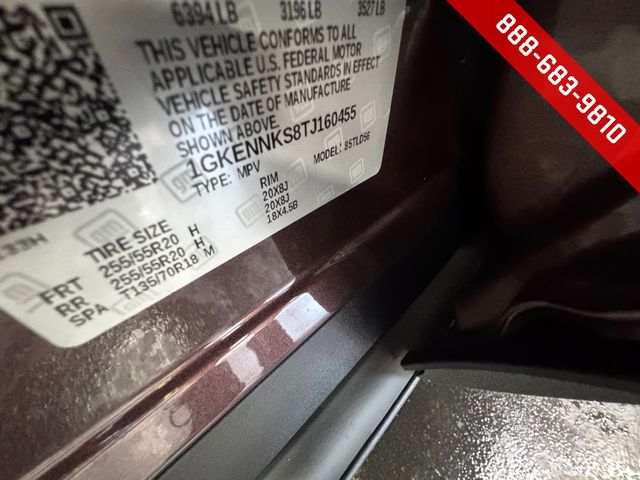 6394 LB 3196 LB 3527 LB
THIS VEHICLE CONFORMS TO ALL
APPLICABLE U.S. FEDERAL MOTOR
VEHICLE SAFETY STANDARDS IN EFFECT
ON THE DATE OF MANUFACTURE
SHOWN ABOVE.
1GKENNKS8TJ160455
TYPE: MPV MODEL: 85TLD56
TIRE SIZE RIM
FRT 255/55R20 H 20X8J
RR 255/55R20 H 20X8J
SPA T135/70R18 M 18X4.5B
888-683-9810